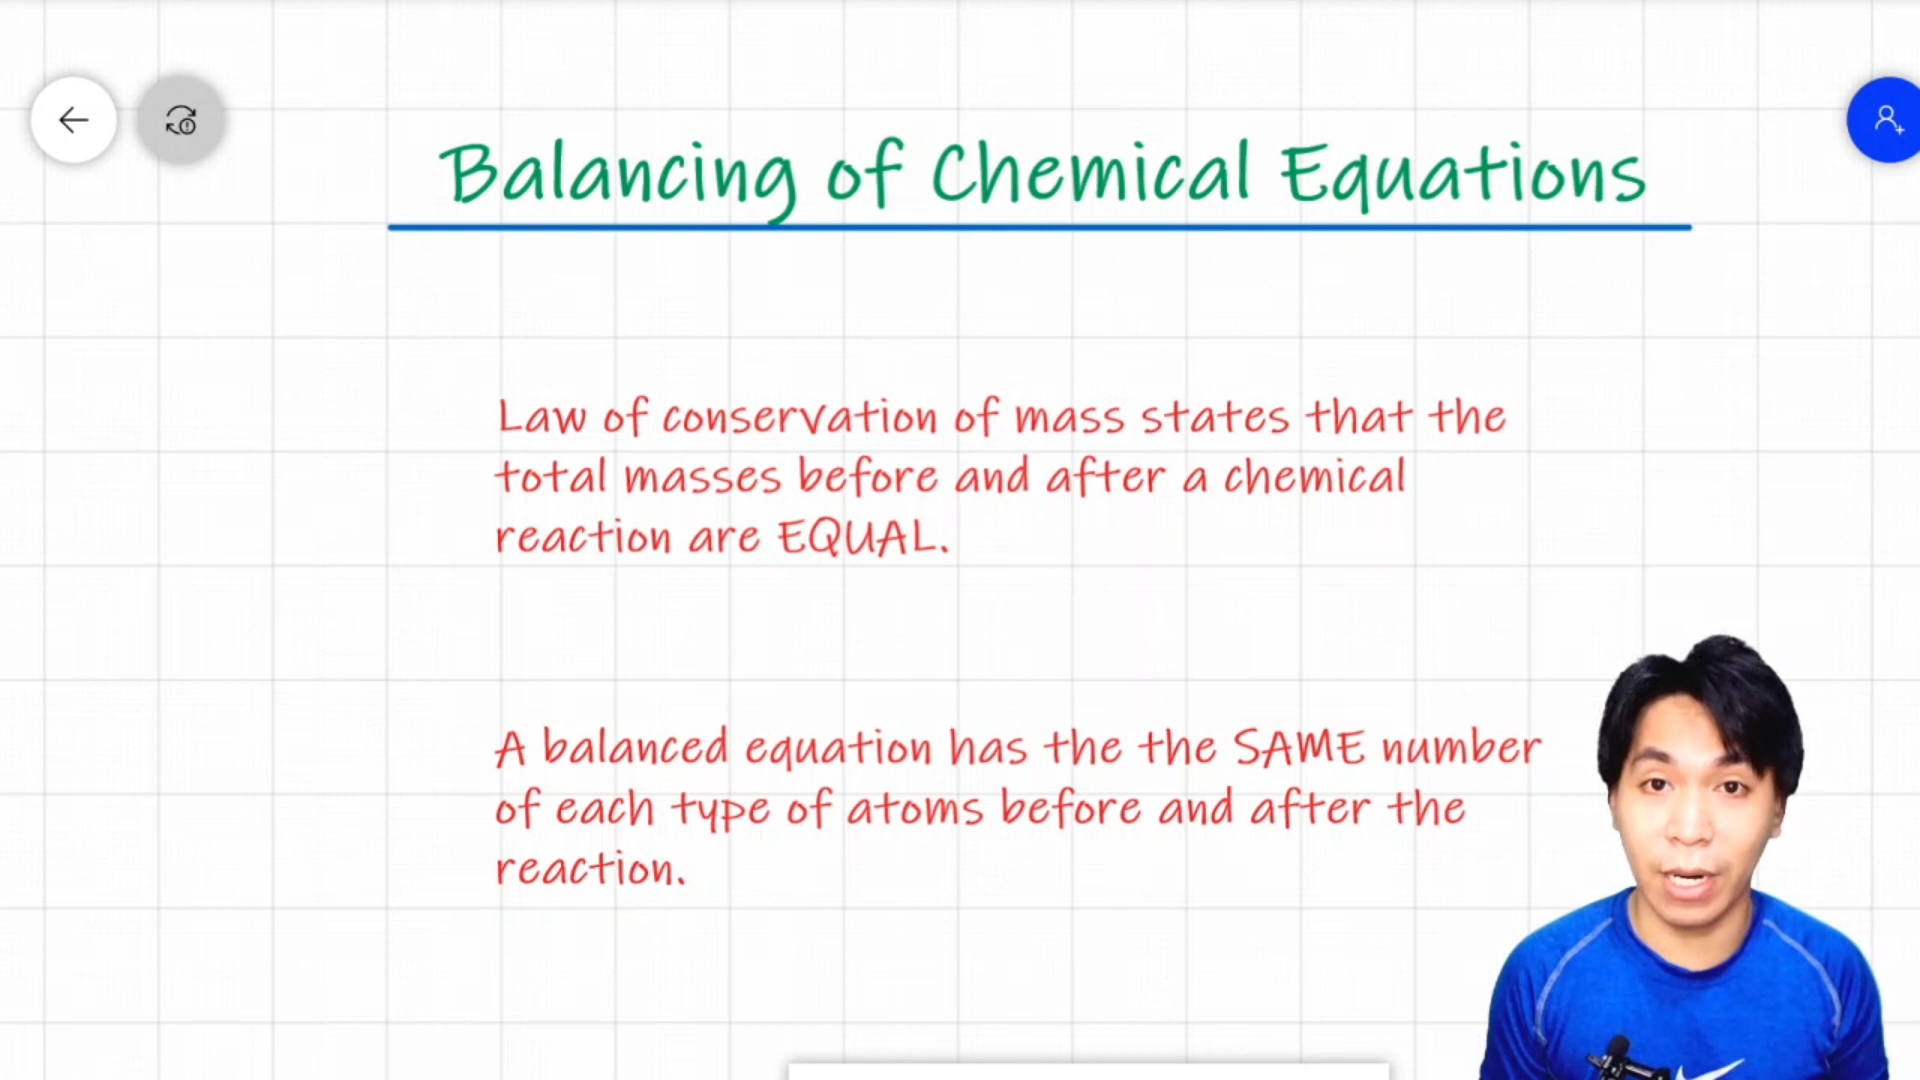 Balancing of Chemical Equations
Law of conservation of mass states that the
total masses before and after a chemical
reaction are EQUAL.
A balanced equation has the the SAME number
of each type of atoms before and after the
reaction.